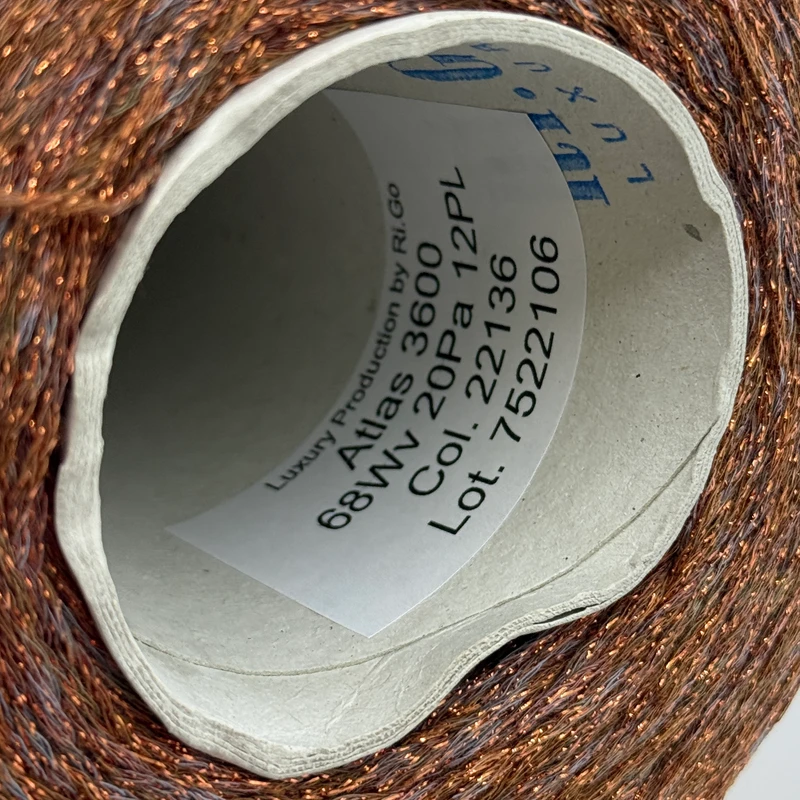 Luxury Production by Ri.Go
Atlas 3600
68Wv 20Pa 12PL
Col. 22136
Lot. 7522106